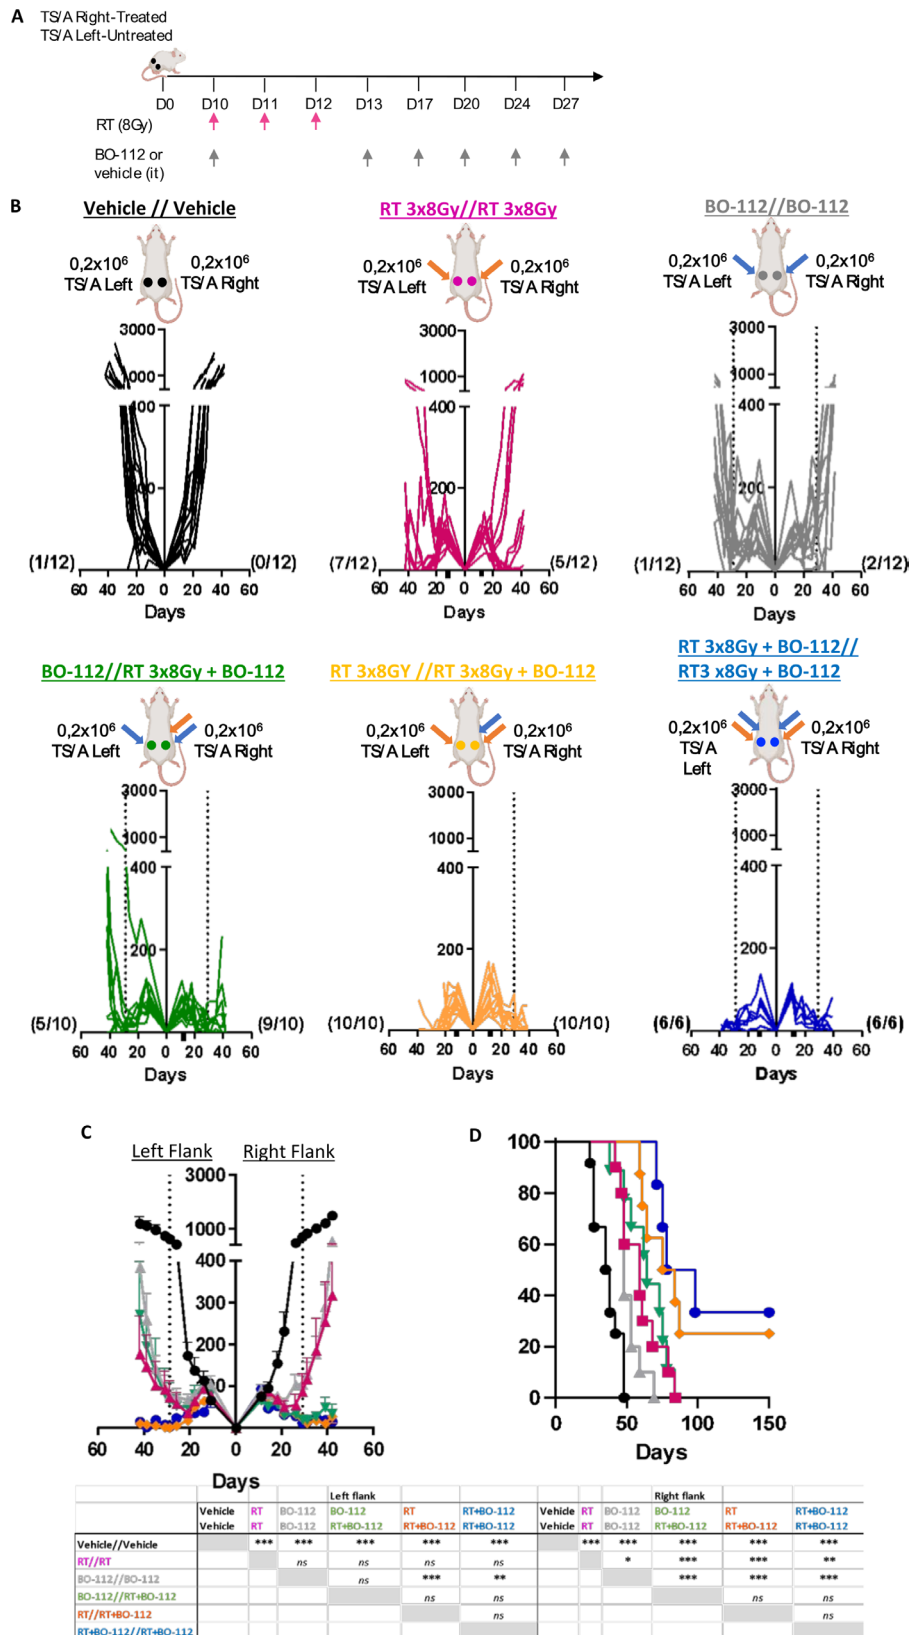 A
TS/A Right-Treated
TS/A Left-Untreated
D0 D10 D11 D12 D13 D17 D20 D24 D27
RT (8Gy)
BO-112 or
vehicle (it)
B
Vehicle // Vehicle
RT 3x8Gy//RT 3x8Gy
BO-112//BO-112
0,2x10⁶
TS/A Left
0,2x10⁶
TS/A Right
0,2x10⁶
TS/A Left
0,2x10⁶
TS/A Right
0,2x10⁶
TS/A Left
0,2x10⁶
TS/A Right
3000
1000
400
200
(1/12)
(0/12)
60 40 20 0 20 40 60
Days
3000
1000
400
200
(7/12)
(5/12)
60 40 20 0 20 40 60
Days
3000
1000
400
200
(1/12)
(2/12)
60 40 20 0 20 40 60
Days
BO-112//RT 3x8Gy + BO-112
RT 3x8GY //RT 3x8Gy + BO-112
RT 3x8Gy + BO-112//
RT3 x8Gy + BO-112
0,2x10⁶
TS/A Left
0,2x10⁶
TS/A Right
0,2x10⁶
TS/A Left
0,2x10⁶
TS/A Right
0,2x10⁶
TS/A
Left
0,2x10⁶
TS/A Right
3000
1000
400
200
(5/10)
(9/10)
60 40 20 0 20 40 60
Days
3000
1000
400
200
(10/10)
(10/10)
60 40 20 0 20 40 60
Days
3000
1000
400
200
(6/6)
(6/6)
60 40 20 0 20 40 60
Days
C
Left Flank
Right Flank
3000
1000
400
300
200
60 40 20 0 20 40 60
Days
D
100
80
60
40
20
0
0 50 100 150
Days
Left flank Right flank
Vehicle RT BO-112 BO-112 RT RT+BO-112 Vehicle RT BO-112 BO-112 RT RT+BO-112
Vehicle RT BO-112 RT+BO-112 RT+BO-112 RT+BO-112 Vehicle RT BO-112 RT+BO-112 RT+BO-112 RT+BO-112
Vehicle//Vehicle *** *** *** *** *** *** *** *** *** ***
RT//RT ns ns ns ns * *** *** **
BO-112//BO-112 ns *** ** *** *** ***
BO-112//RT+BO-112 ns ns ns ns
RT//RT+BO-112 ns ns
RT+BO-112//RT+BO-112